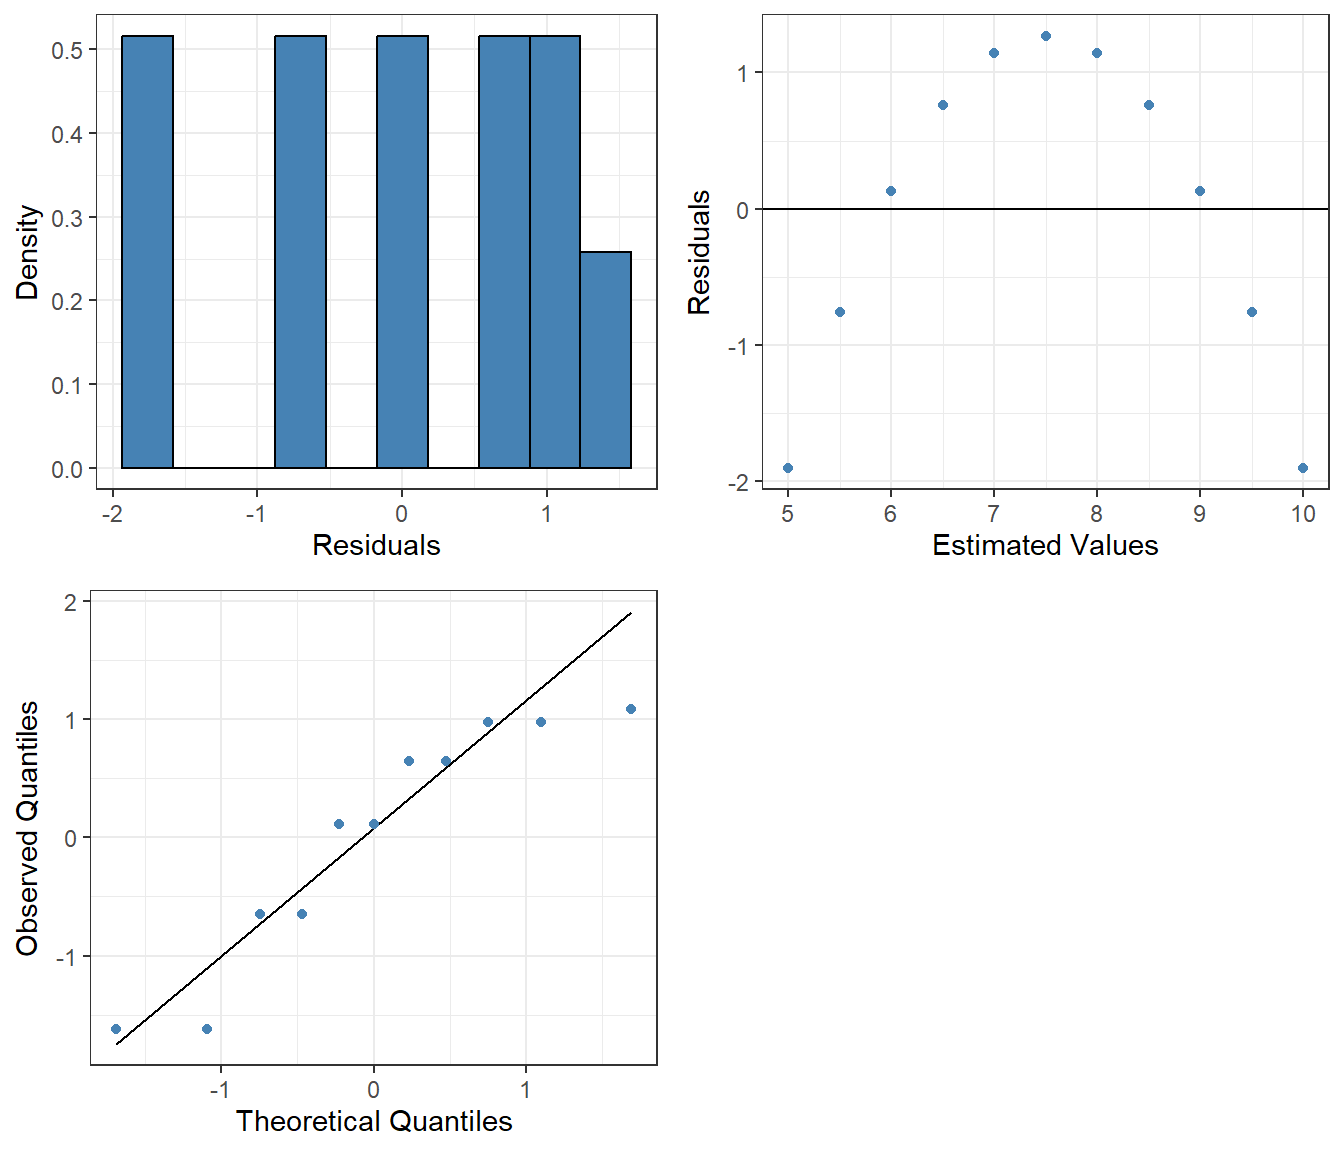 0.5
0.4
0.3
0.2
0.1
0.0
Density
-2 -1 0 1
Residuals
1
0
-1
-2
Residuals
5 6 7 8 9 10
Estimated Values
2
1
0
-1
Observed Quantiles
-1 0 1
Theoretical Quantiles